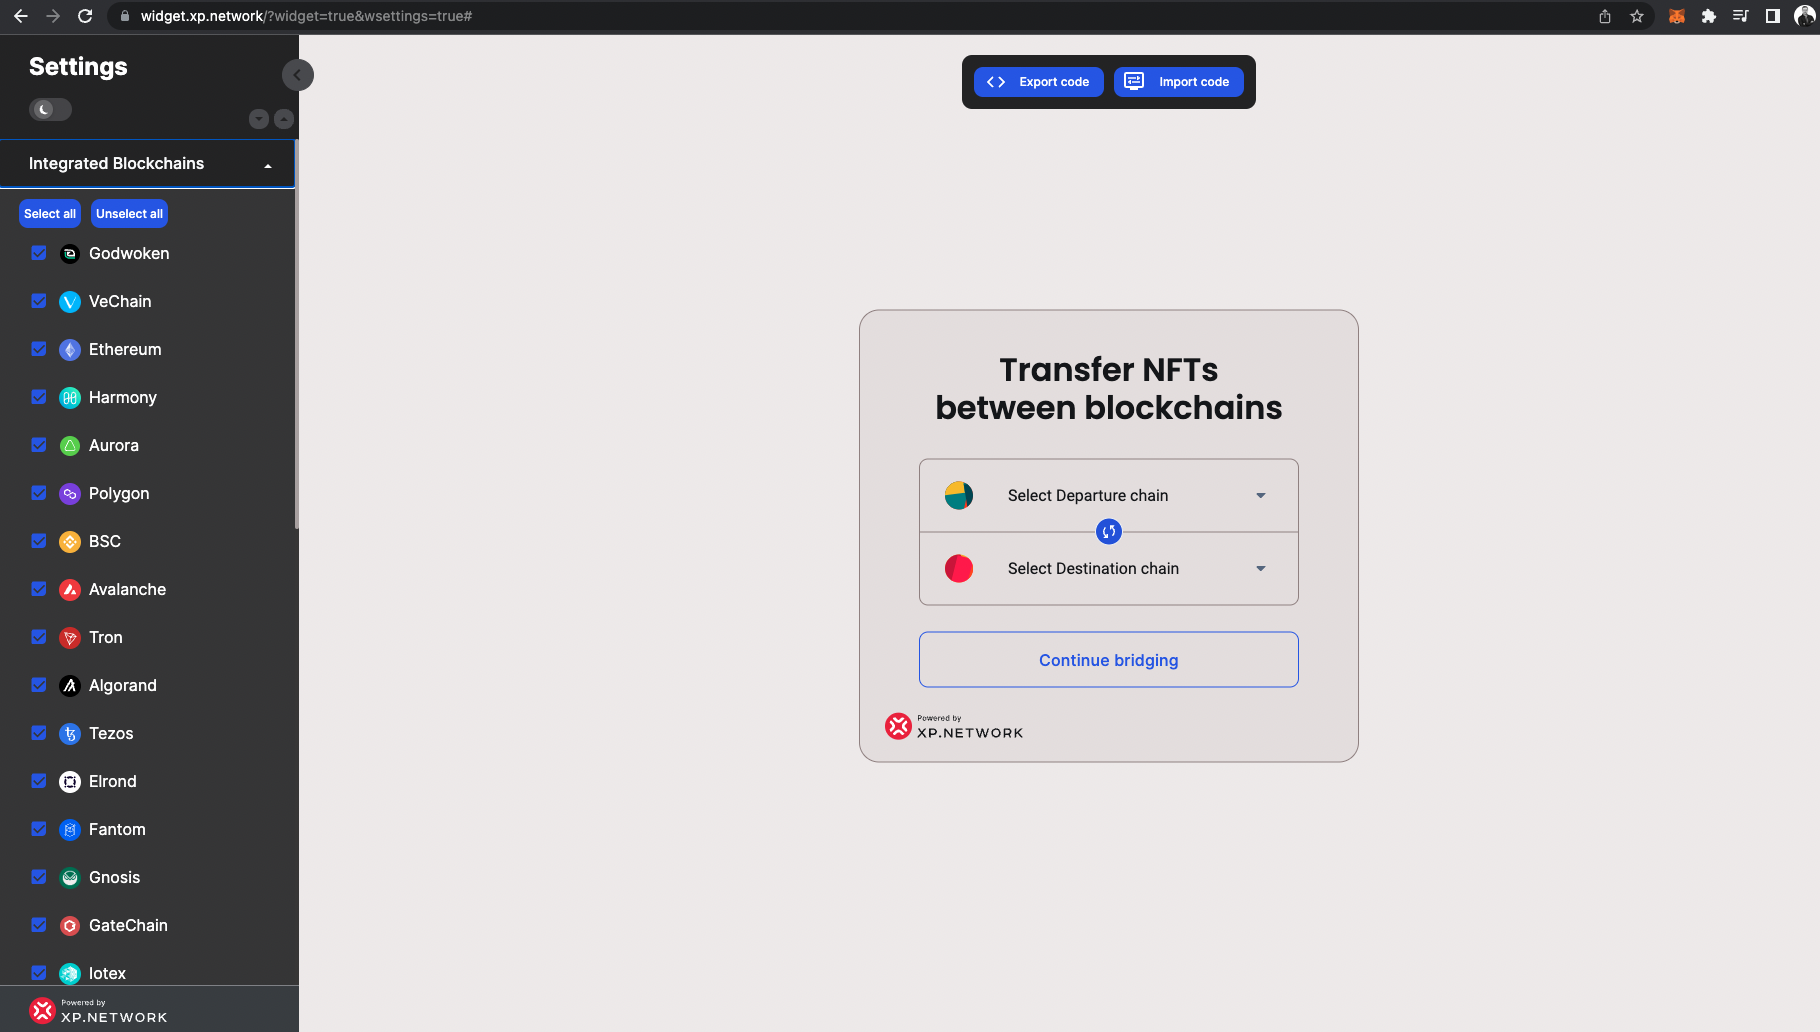 widget.xp.network/?widget=true&wsettings=true#
Settings
Export code
Import code
Integrated Blockchains
Select all
Unselect all
Godwoken
VeChain
Ethereum
Harmony
Aurora
Polygon
BSC
Avalanche
Tron
Algorand
Tezos
Elrond
Fantom
Gnosis
GateChain
Iotex
Powered by
XP.NETWORK
Transfer NFTs
between blockchains
Select Departure chain
Select Destination chain
Continue bridging
Powered by
XP.NETWORK